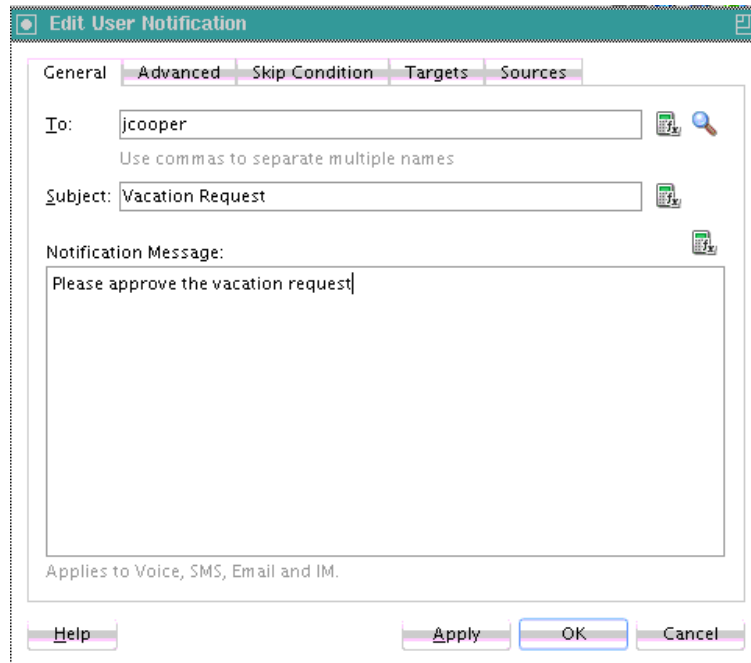 Edit User Notification
General Advanced Skip Condition Targets Sources
To: jcooper
Use commas to separate multiple names
Subject: Vacation Request
Notification Message:
Please approve the vacation request
Applies to Voice, SMS, Email and IM.
Help Apply OK Cancel